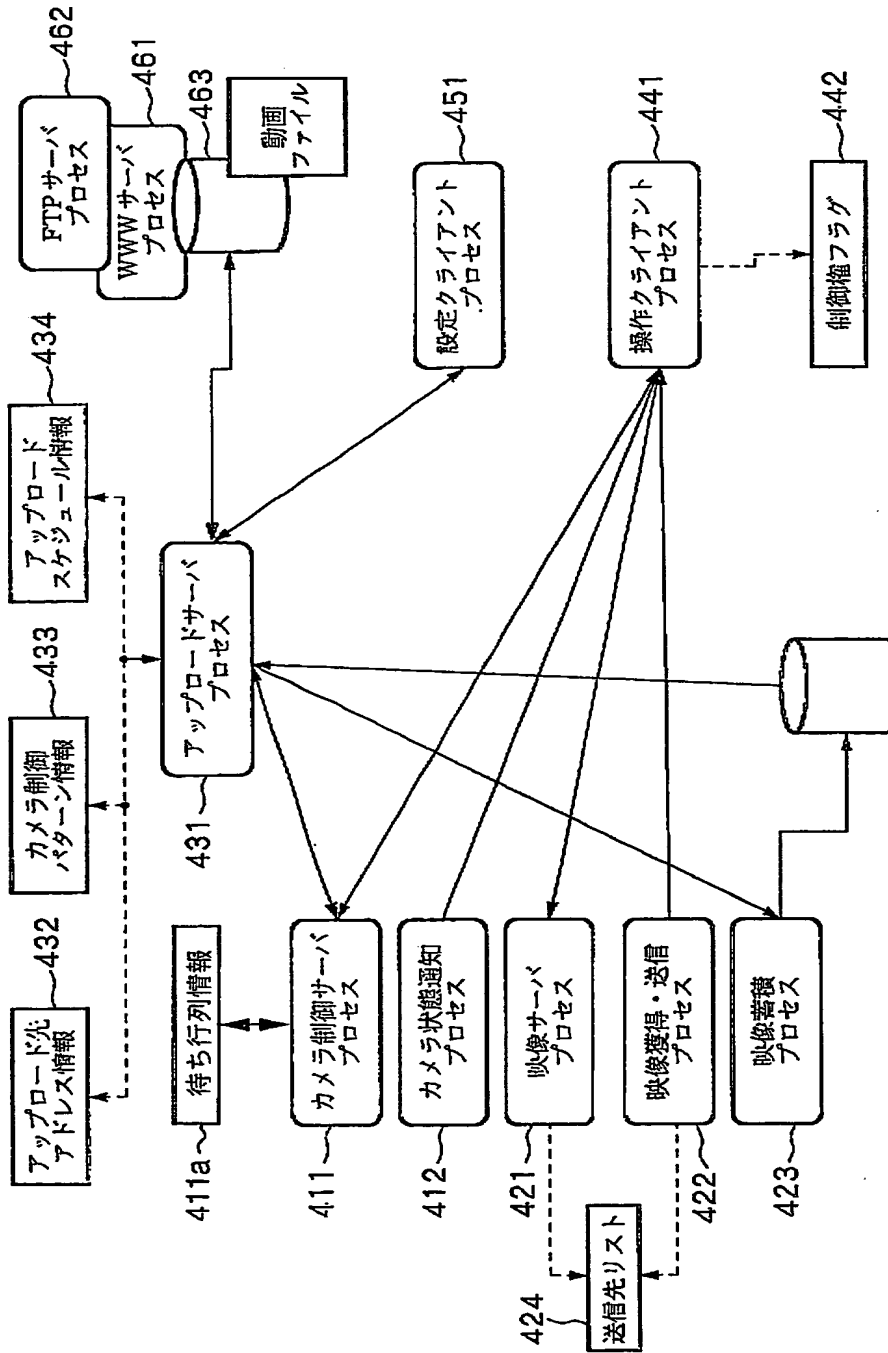 432
アップロード先
アドレス情報
433
カメラ制御
パターン情報
434
アップロード
スケジュール情報
FTPサーバ
プロセス
462
WWWサーバ
プロセス
461
463
動画
ファイル
411a
待ち行列情報
431
アップロードサーバ
プロセス
411
カメラ制御サーバ
プロセス
412
カメラ状態通知
プロセス
421
映像サーバ
プロセス
422
映像獲得・送信
プロセス
423
映像蓄積
プロセス
424
送信先リスト
設定クライアント
プロセス
451
操作クライアント
プロセス
441
制御権フラグ
442